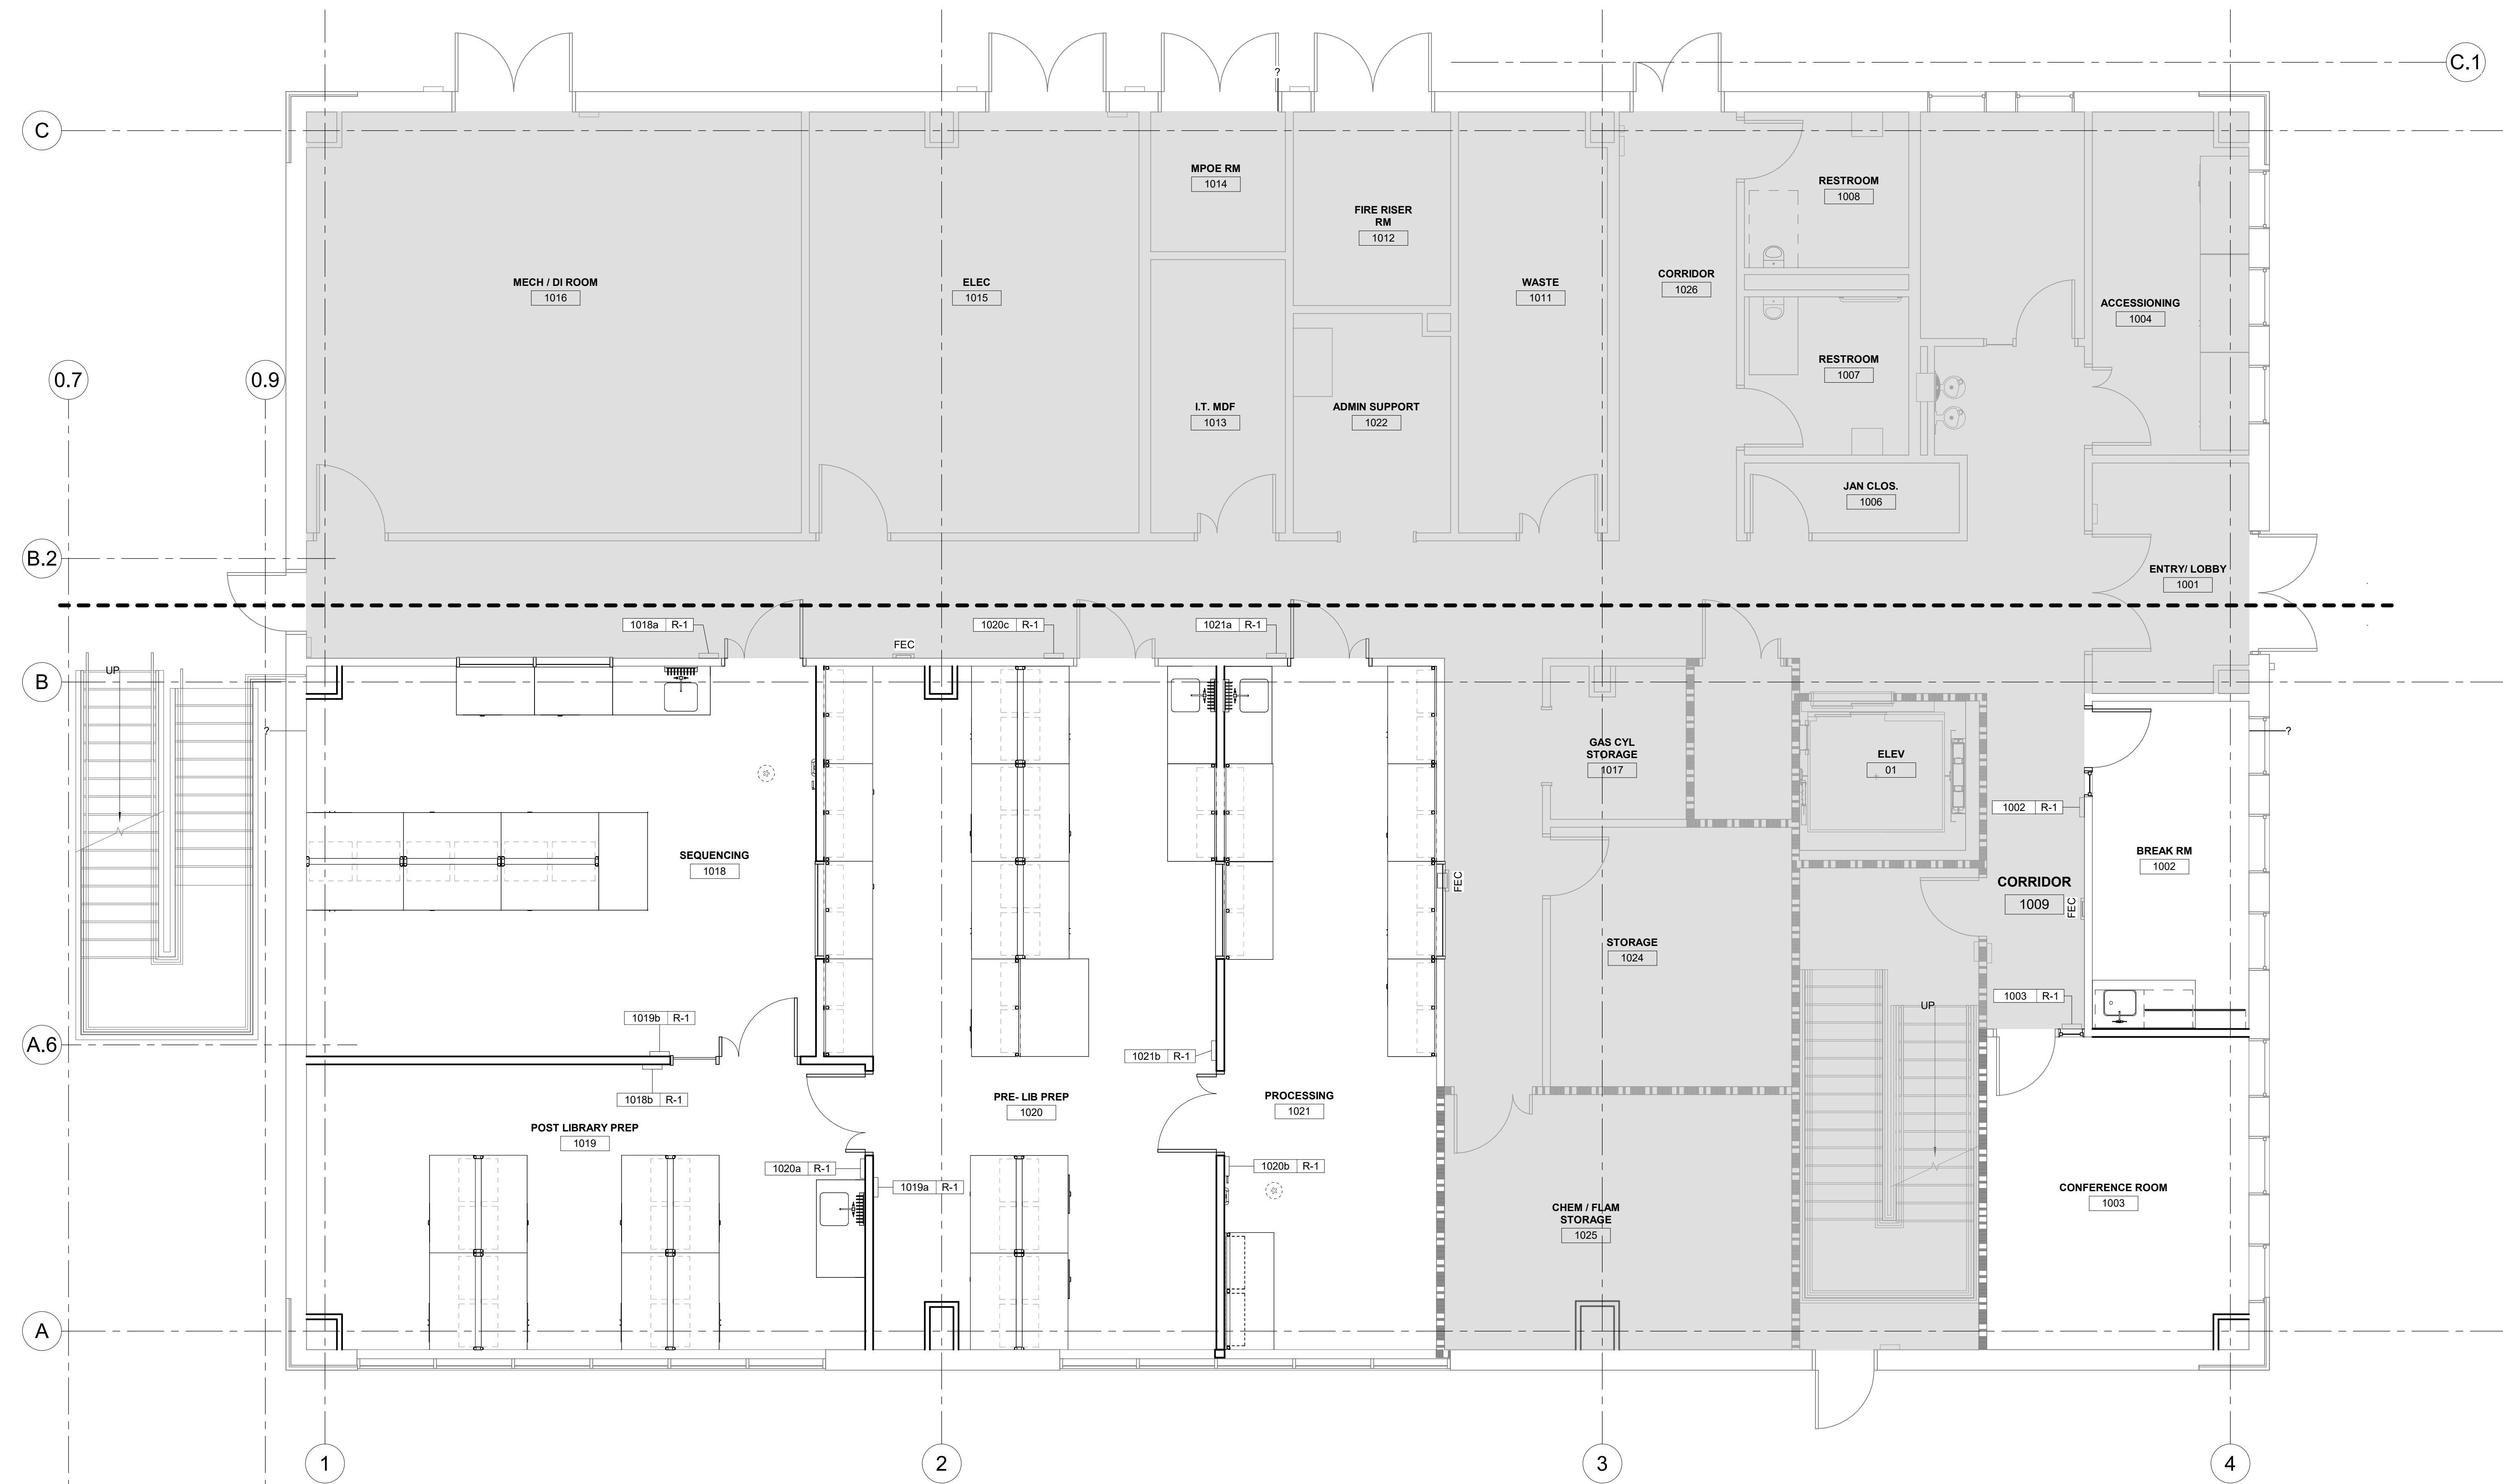 C.1
?
C
MPOE RM
1014
RESTROOM
1008
FIRE RISER
RM
1012
MECH / DI ROOM
1016
ELEC
1015
WASTE
1011
CORRIDOR
1026
ACCESSIONING
1004
RESTROOM
1007
0.7
0.9
I.T. MDF
1013
ADMIN SUPPORT
1022
JAN CLOS.
1006
B.2
ENTRY/ LOBBY
1001
1018a R-1
FEC
1020c R-1
1021a R-1
UP
B
?
?
GAS CYL
STORAGE
1017
ELEV
01
1002 R-1
SEQUENCING
1018
BREAK RM
1002
FEC
CORRIDOR
1009
FEC
STORAGE
1024
1003 R-1
UP
1019b R-1
A.6
1021b R-1
1018b R-1
PRE- LIB PREP
1020
PROCESSING
1021
POST LIBRARY PREP
1019
1020a R-1
1019a R-1
1020b R-1
CONFERENCE ROOM
1003
CHEM / FLAM
STORAGE
1025
A
1
2
3
4